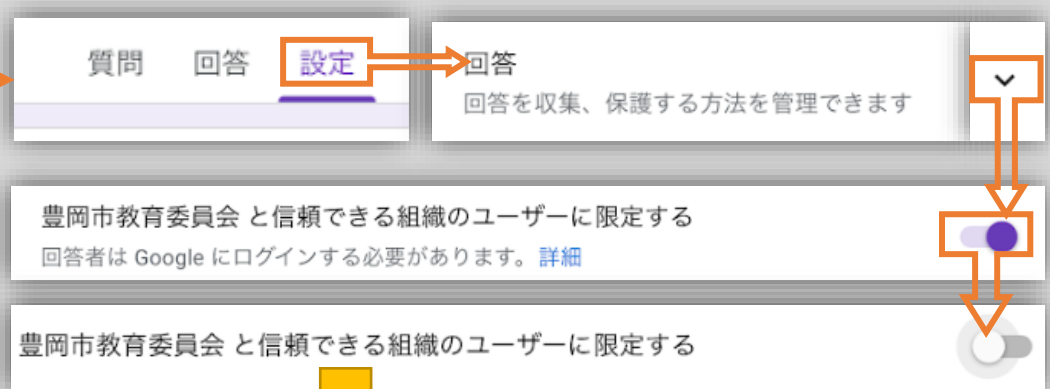 質問 回答 設定
回答
回答を収集、保護する方法を管理できます
豊岡市教育委員会 と信頼できる組織のユーザーに限定する
回答者は Google にログインする必要があります。 詳細
豊岡市教育委員会 と信頼できる組織のユーザーに限定する